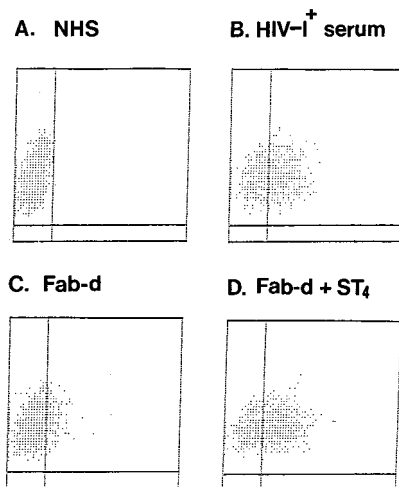 A. NHS
B. HIV-I+ serum
C. Fab-d
D. Fab-d + ST4